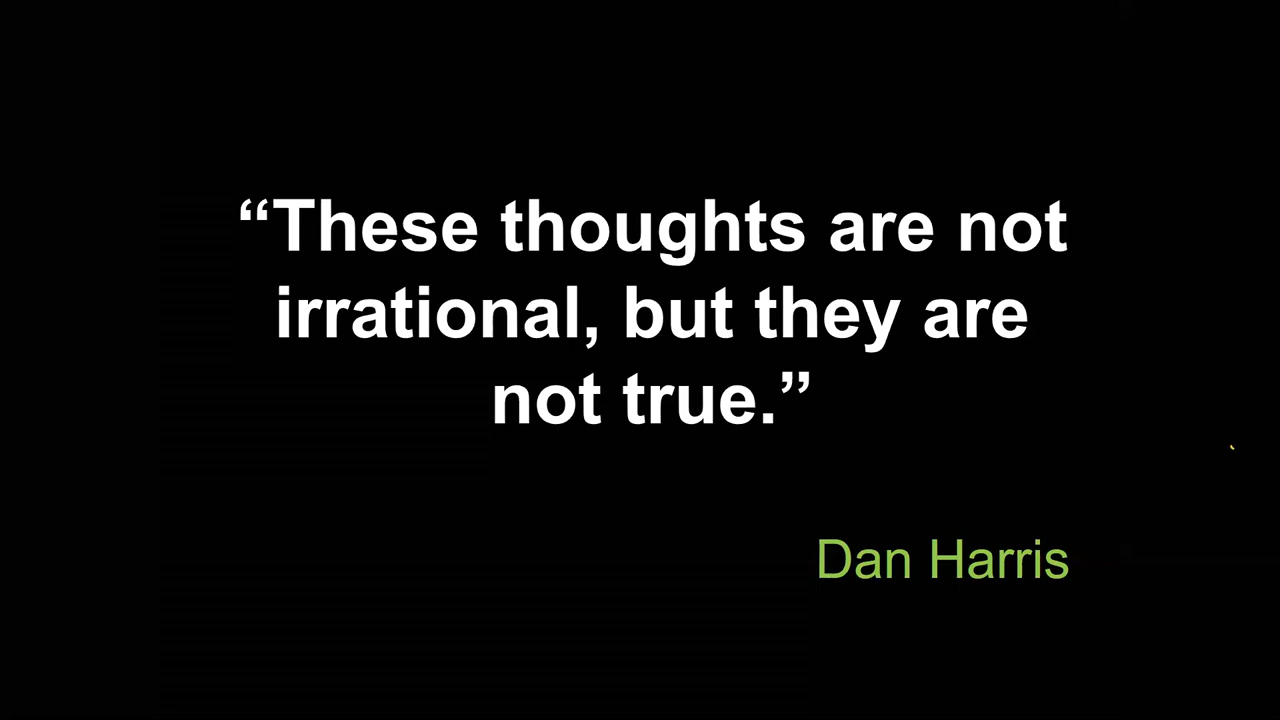 “These thoughts are not
irrational, but they are
not true.”
Dan Harris